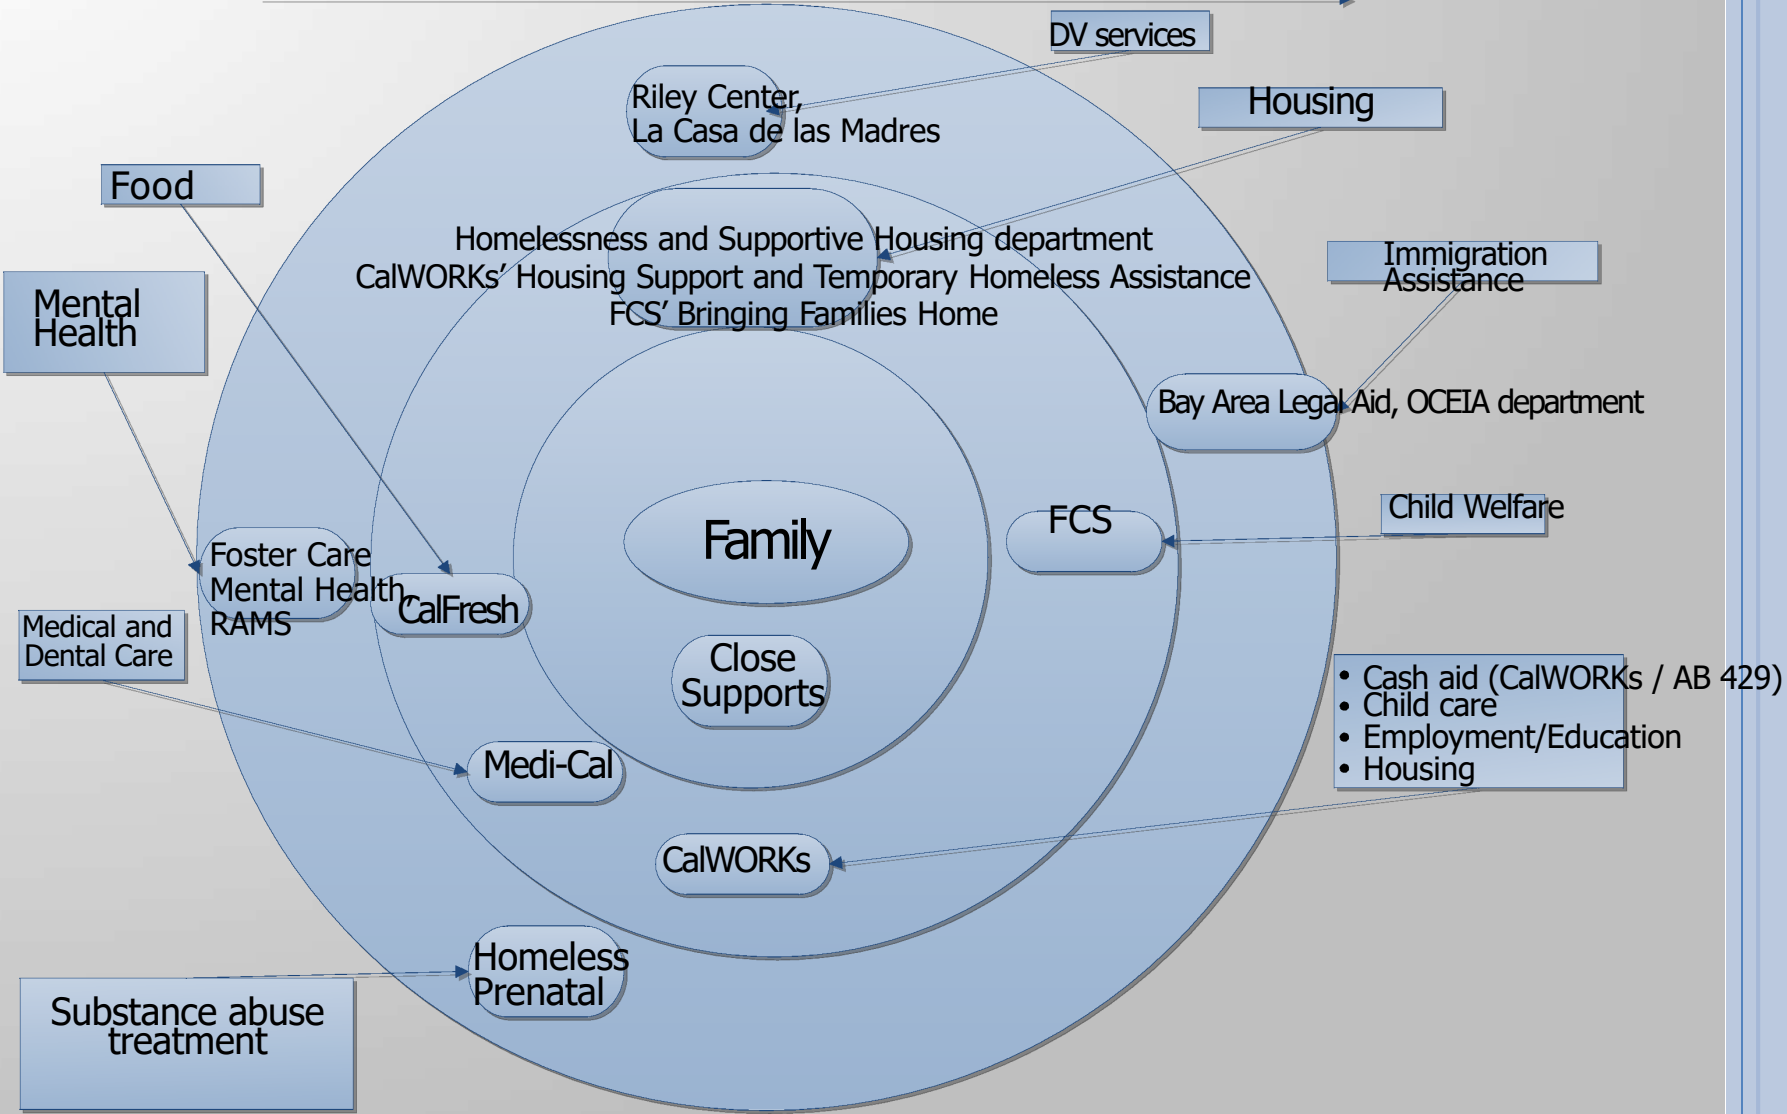 DV services
Riley Center,
La Casa de las Madres
Housing
Food
Homelessness and Supportive Housing department
CalWORKs’ Housing Support and Temporary Homeless Assistance
FCS’ Bringing Families Home
Immigration
Assistance
Mental
Health
Bay Area Legal Aid, OCEIA department
Child Welfare
FCS
Family
Foster Care
Mental Health,
RAMS
CalFresh
Medical and
Dental Care
Close
Supports
• Cash aid (CalWORKs / AB 429)
• Child care
• Employment/Education
• Housing
Medi-Cal
CalWORKs
Homeless
Prenatal
Substance abuse
treatment